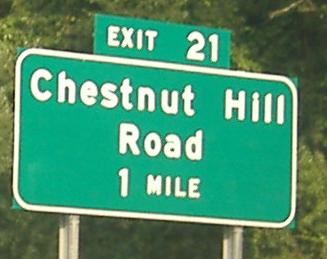 EXIT 21
Chestnut Hill
Road
1 MILE